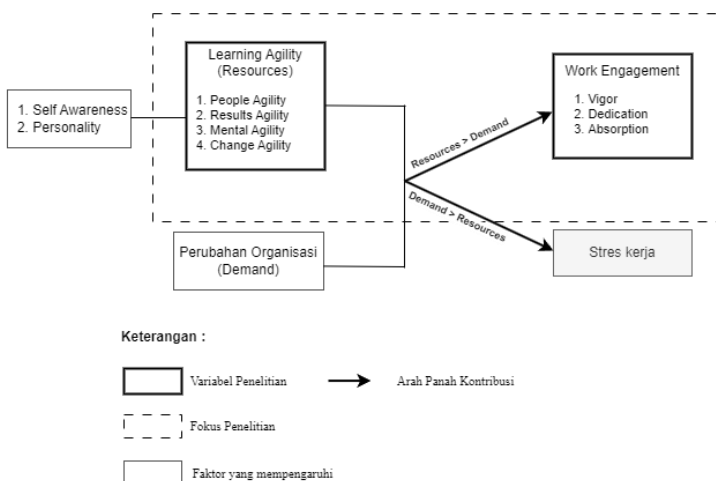 Learning Agility
(Resources)
1. People Agility
2. Results Agility
3. Mental Agility
4. Change Agility
Work Engagement
1. Vigor
2. Dedication
3. Absorption
1. Self Awareness
2. Personality
Resources > Demand
Demand > Resources
Perubahan Organisasi
(Demand)
Stres kerja
Keterangan :
Variabel Penelitian
Arah Panah Kontribusi
Fokus Penelitian
Faktor yang mempengaruhi